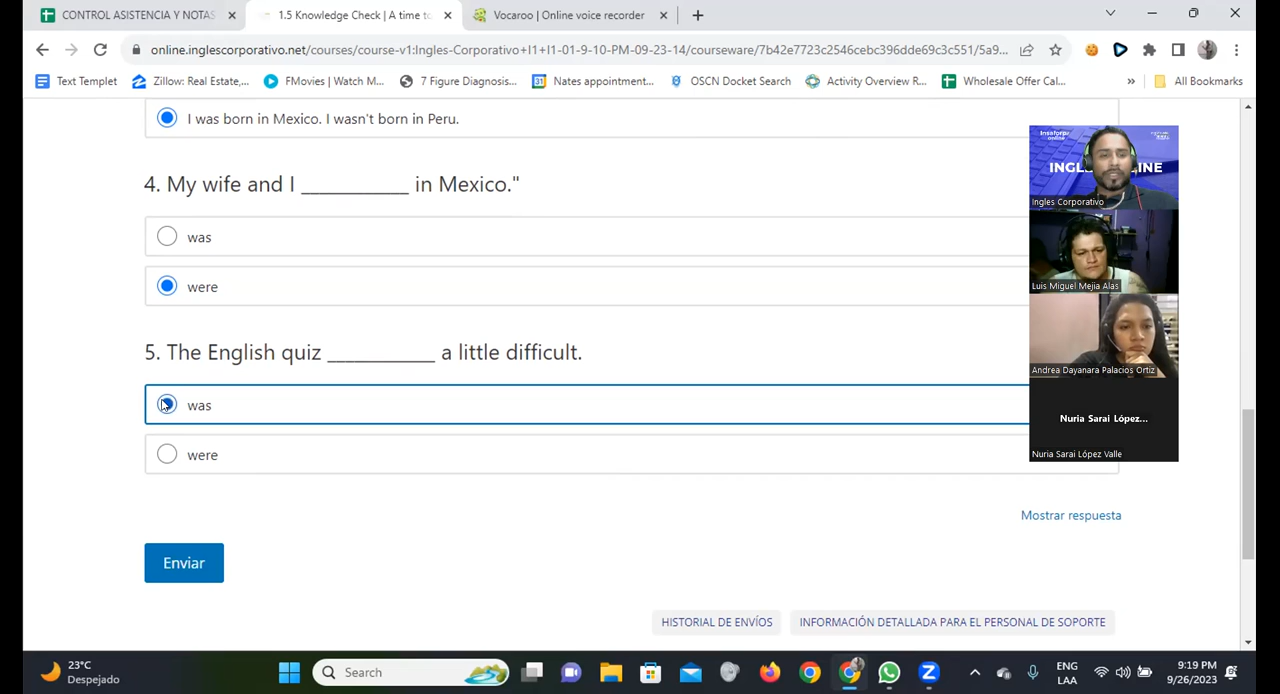 CONTROL ASISTENCIA Y NOTAS
1.5 Knowledge Check | A time to
Vocaroo | Online voice recorder
online.inglescorporativo.net/courses/course-v1:Ingles-Corporativo+I1+I1-01-9-10-PM-09-23-14/courseware/7b42e7723c2546cebc396dde69c3c551/5a9...
Text Templet
Zillow: Real Estate,...
FMovies | Watch M...
7 Figure Diagnosis...
31
Nates appointment...
OSCN Docket Search
Activity Overview R...
Wholesale Offer Cal...
»
All Bookmarks
I was born in Mexico. I wasn't born in Peru.
4. My wife and I ___________ in Mexico."
was
were
5. The English quiz ___________ a little difficult.
was
were
Mostrar respuesta
Enviar
HISTORIAL DE ENVÍOS
INFORMACIÓN DETALLADA PARA EL PERSONAL DE SOPORTE
Ingles Corporativo
Luis Miguel Mejia Alas
Andrea Dayanara Palacios Ortiz
Nuria Sarai López...
Nuria Sarai López Valle
23°C
Despejado
Search
ENG
LAA
9:19 PM
9/26/2023